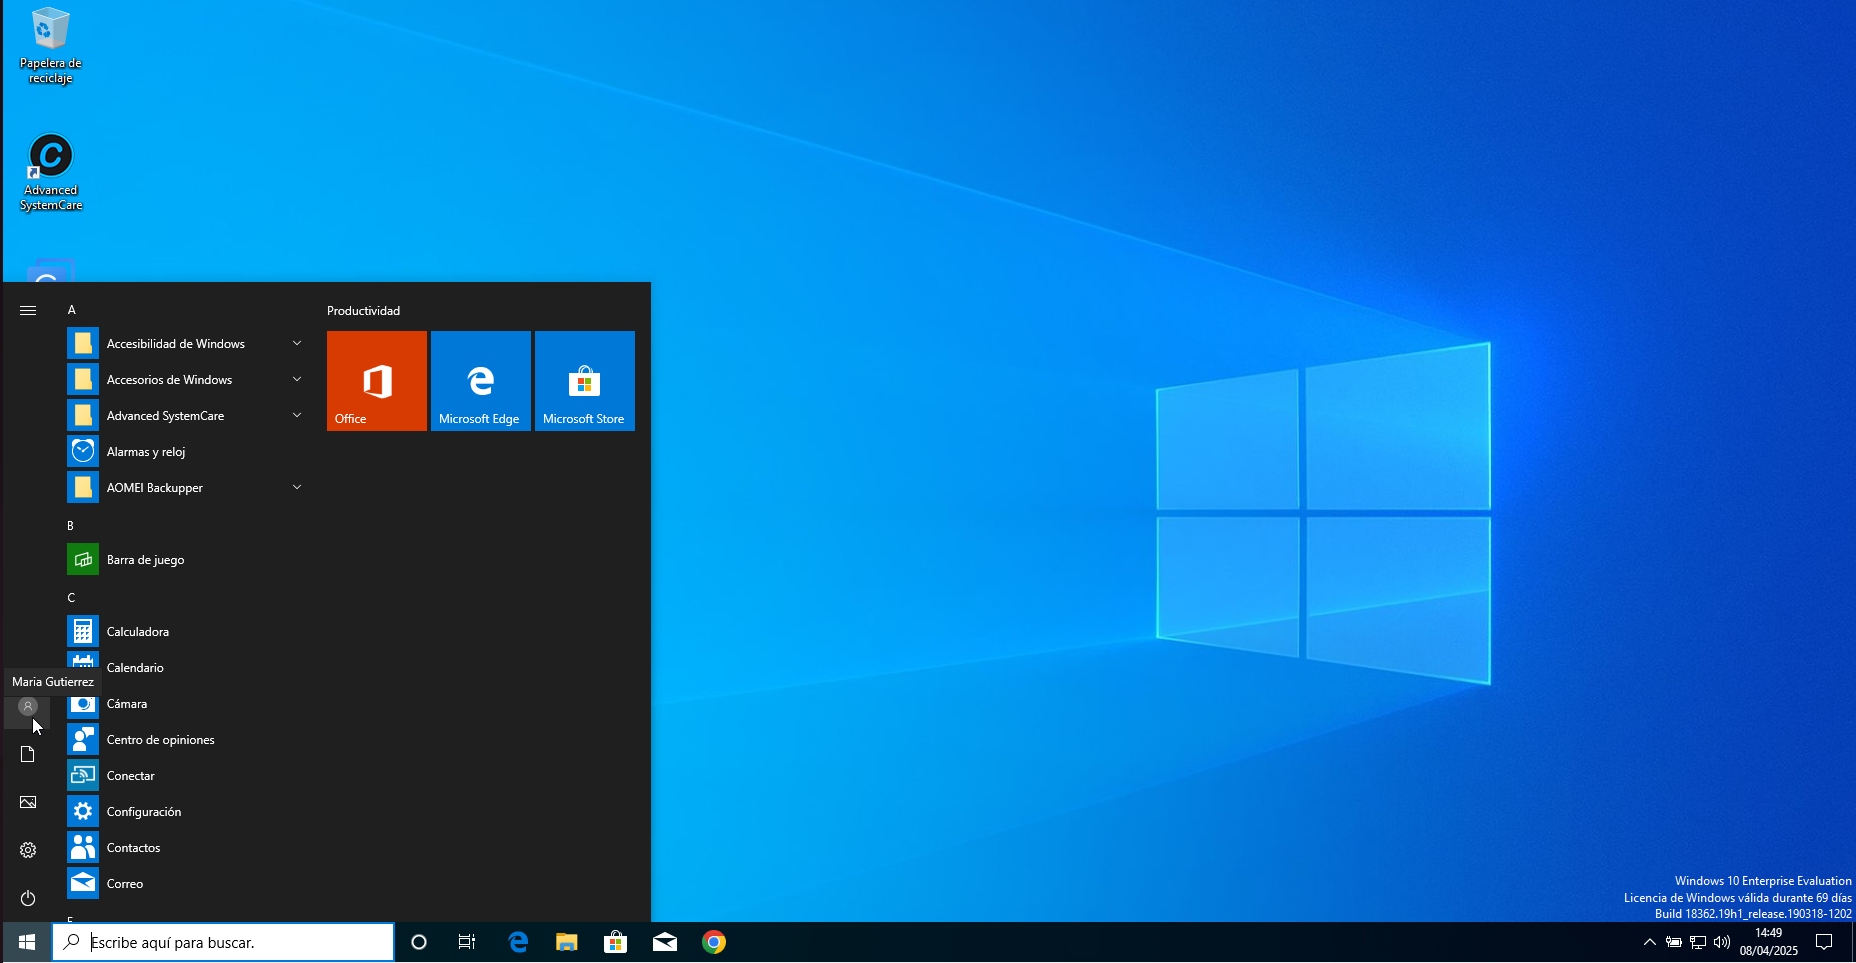 Papelera de
reciclaje
Advanced
SystemCare
A
Accesibilidad de Windows
Accesorios de Windows
Advanced SystemCare
Alarmas y reloj
AOMEI Backupper
B
Barra de juego
C
Calculadora
Calendario
Maria Gutierrez
Cámara
Centro de opiniones
Conectar
Configuración
Contactos
Correo
Productividad
Office
Microsoft Edge
Microsoft Store
Windows 10 Enterprise Evaluation
Licencia de Windows válida durante 69 días
Build 18362.19h1_release.190318-1202
Escribe aquí para buscar.
14:49
08/04/2025